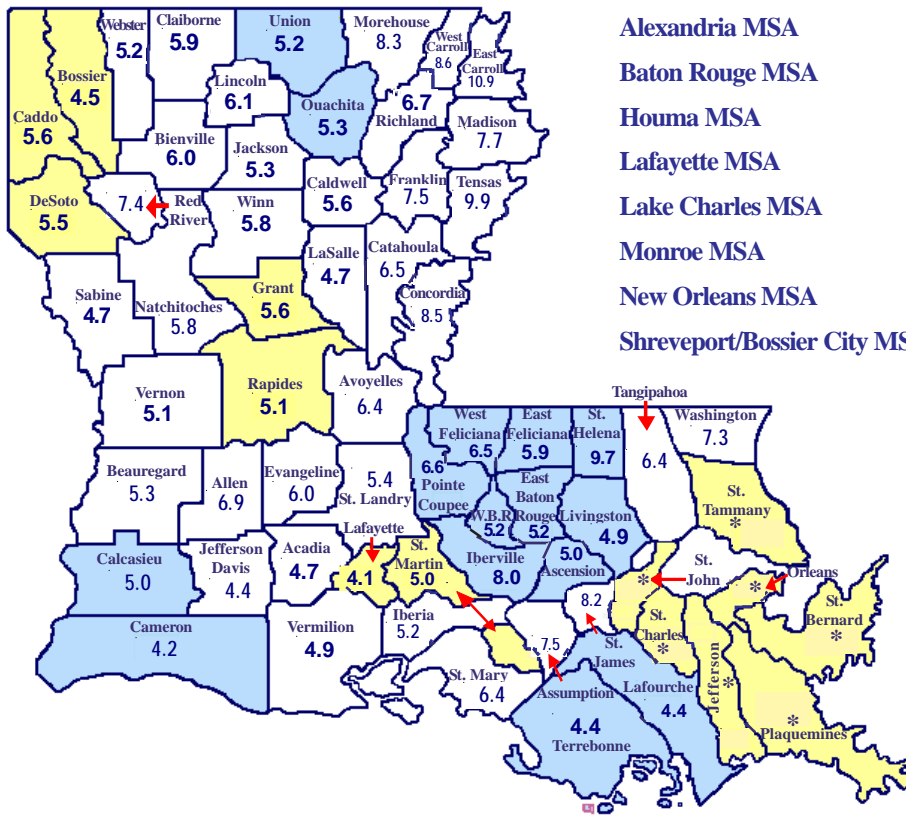 Alexandria MSA
Baton Rouge MSA
Houma MSA
Lafayette MSA
Lake Charles MSA
Monroe MSA
New Orleans MSA
Shreveport/Bossier City MS
Caddo
5.6
Bossier
4.5
Webster
5.2
Claiborne
5.9
Union
5.2
Morehouse
8.3
West
Carroll
8.6
East
Carroll
10.9
Lincoln
6.1
Ouachita
5.3
6.7
Richland
Madison
7.7
Bienville
6.0
Jackson
5.3
Caldwell
5.6
Franklin
7.5
Tensas
9.9
DeSoto
5.5
7.4
Red
River
Winn
5.8
LaSalle
4.7
Catahoula
6.5
Concordia
8.5
Sabine
4.7
Natchitoches
5.8
Grant
5.6
Vernon
5.1
Rapides
5.1
Avoyelles
6.4
Beauregard
5.3
Allen
6.9
Evangeline
6.0
5.4
St. Landry
6.6
Pointe
Coupee
West
Feliciana
6.5
East
Feliciana
5.9
St.
Helena
9.7
Tangipahoa
6.4
Washington
7.3
St.
Tammany
*
W.B.R
5.2
East
Baton
Rouge
5.2
Livingston
4.9
Calcasieu
5.0
Jefferson
Davis
4.4
Acadia
4.7
Lafayette
4.1
St.
Martin
5.0
Iberville
8.0
5.0
Ascension
St.
John
*
Orleans
*
St.
Bernard
*
Cameron
4.2
Vermilion
4.9
Iberia
5.2
St. Mary
6.4
7.5
Assumption
8.2
St.
James
St.
Charles
*
Jefferson
*
*
Plaquemines
Lafourche
4.4
4.4
Terrebonne